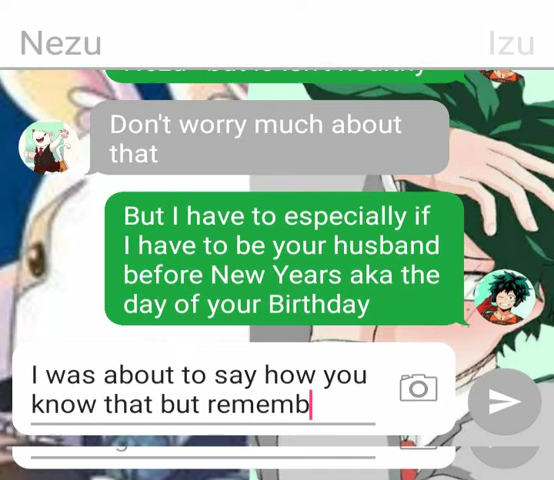 Nezu
Izu
Don't worry much about
that
But I have to especially if
I have to be your husband
before New Years aka the
day of your Birthday
I was about to say how you
know that but rememb